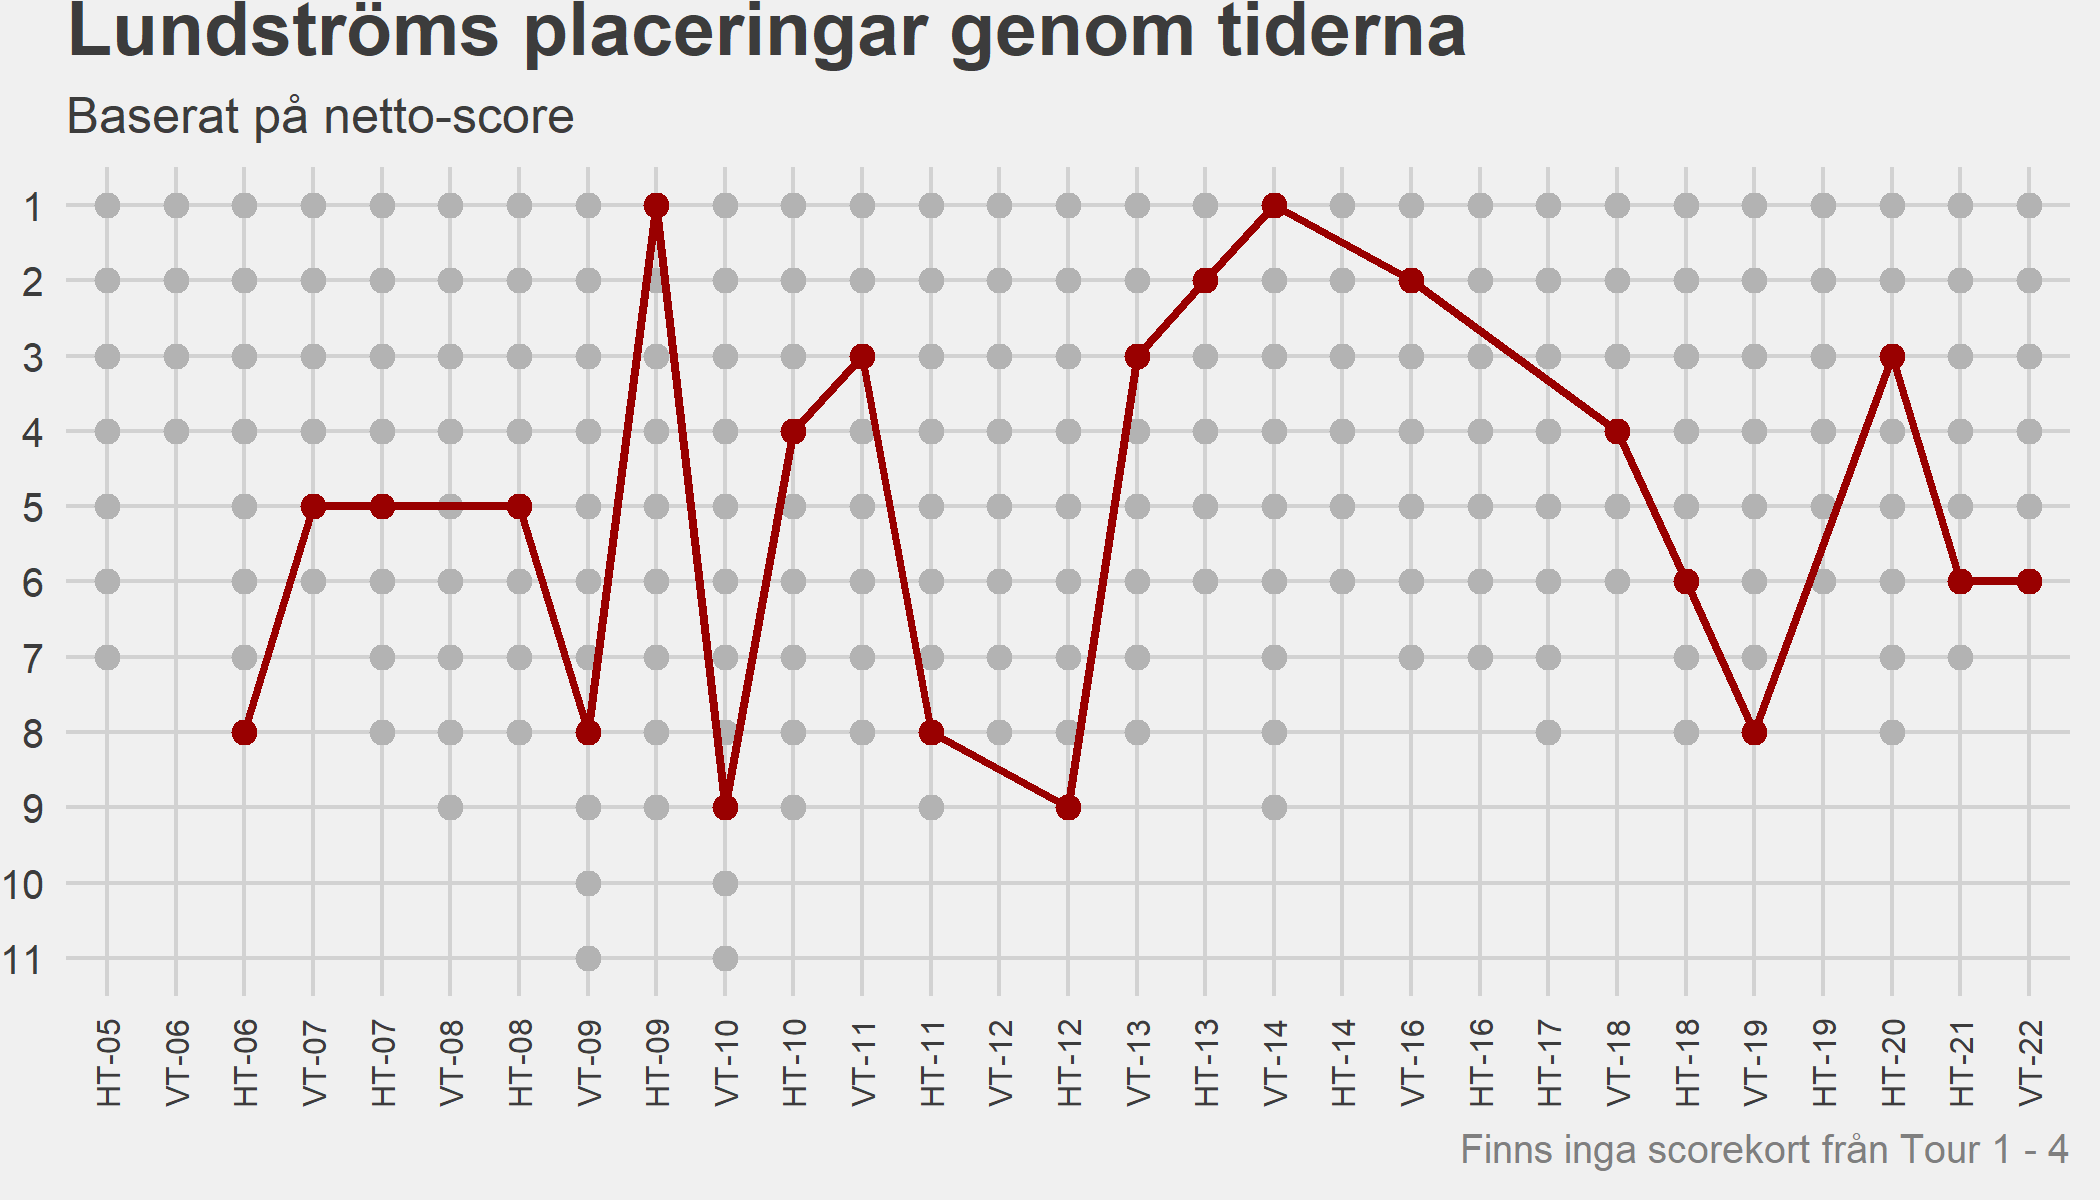 Lundströms placeringar genom tiderna
Baserat på netto-score
1
2
3
4
5
6
7
8
9
10
11
HT-05
VT-06
HT-06
VT-07
HT-07
VT-08
HT-08
VT-09
HT-09
VT-10
HT-10
VT-11
HT-11
VT-12
HT-12
VT-13
HT-13
VT-14
HT-14
VT-16
HT-16
HT-17
VT-18
HT-18
VT-19
HT-19
HT-20
HT-21
VT-22
Finns inga scorekort från Tour 1 - 4